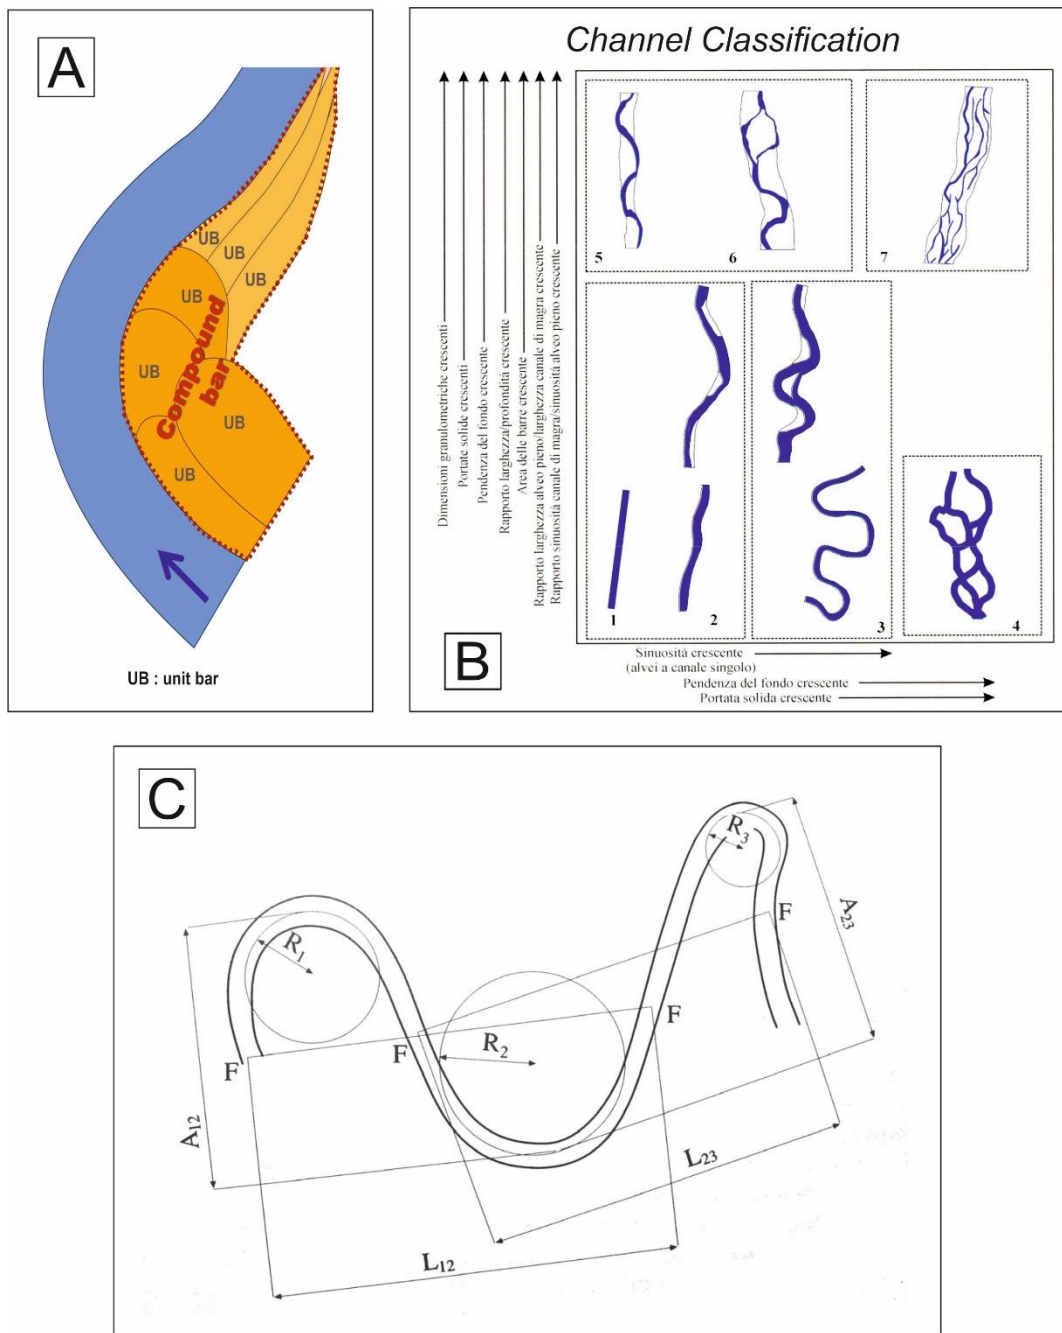 A
UB
UB
UB
UB
UB
UB
UB
Compound
bar
UB : unit bar
B
Channel Classification
Dimensioni granulometriche crescenti
Portate solide crescenti
Pendenza del fondo crescente
Rapporto larghezza/profondità crescente
Area delle barre crescente
Rapporto larghezza alveo pieno/larghezza canale di magra crescente
Rapporto sinuosità canale di magra/sinuosità alveo pieno crescente
5
6
7
1
2
3
4
Sinuosità crescente
(alvei a canale singolo)
Pendenza del fondo crescente
Portata solida crescente
C
R1
R2
R3
A12
A23
F
F
F
F
L12
L23